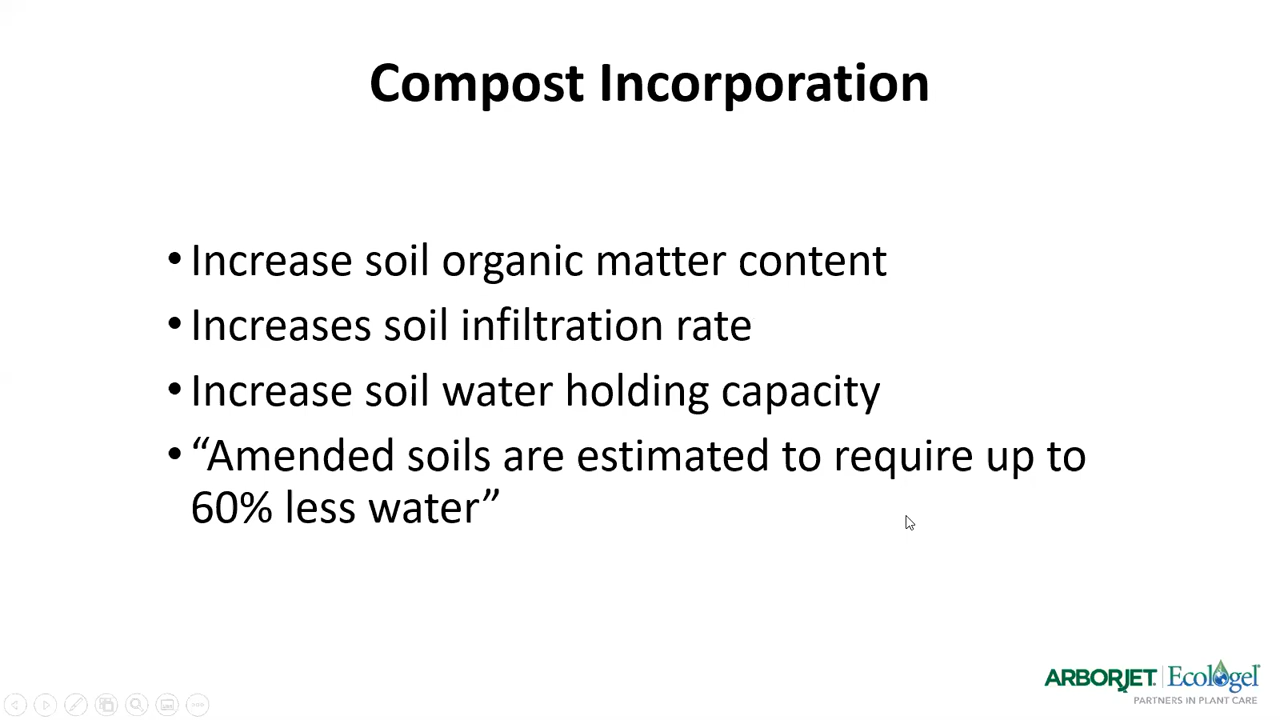 Compost Incorporation
• Increase soil organic matter content
• Increases soil infiltration rate
• Increase soil water holding capacity
• “Amended soils are estimated to require up to
60% less water”
ARBORJET | Ecologel
PARTNERS IN PLANT CARE